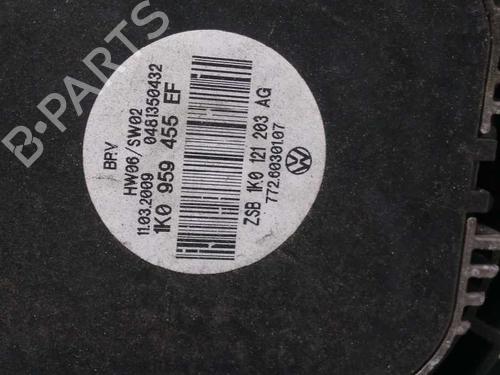 BRV
HW06/SW02
11.03.2009 0481350432
1K0 959 455 EF
ZSB 1K0 121 203 AG
772.6030107
B-PARTS